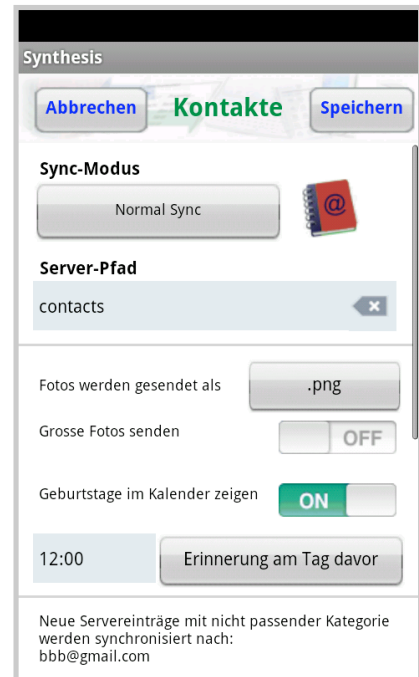 Synthesis
Abbrechen Kontakte Speichern
Sync-Modus
Normal Sync
@
Server-Pfad
contacts
Fotos werden gesendet als .png
Grosse Fotos senden OFF
Geburtstage im Kalender zeigen ON
12:00 Erinnerung am Tag davor
Neue Servereinträge mit nicht passender Kategorie
werden synchronisiert nach:
bbb@gmail.com